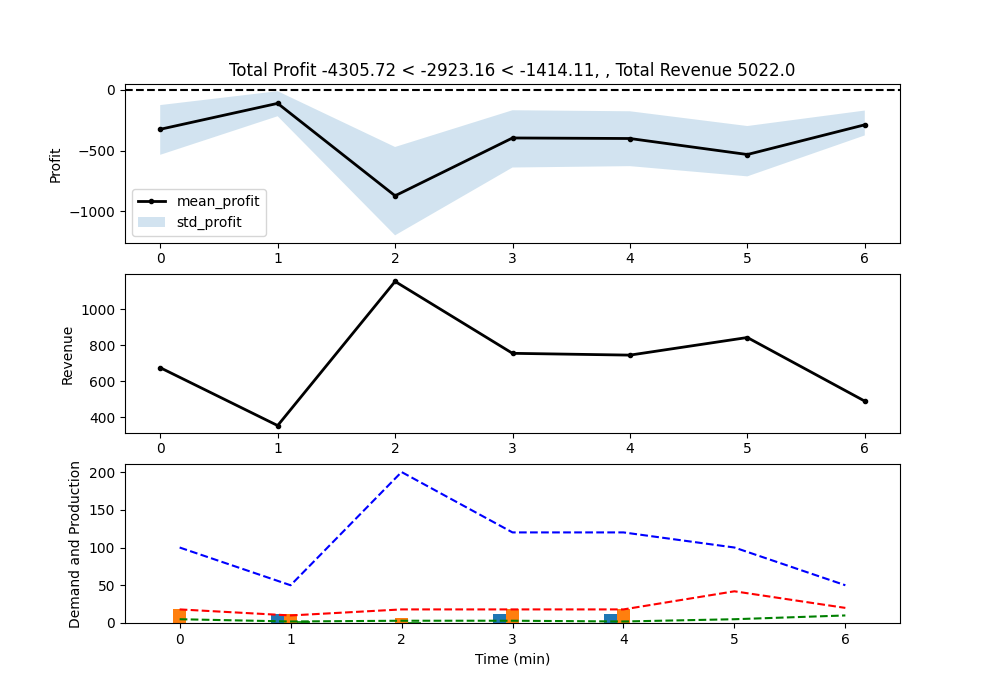 Total Profit -4305.72 < -2923.16 < -1414.11, , Total Revenue 5022.0
Profit
0
−500
−1000
mean_profit
std_profit
0 1 2 3 4 5 6
Revenue
1000
800
600
400
0 1 2 3 4 5 6
Demand and Production
200
150
100
50
0
0 1 2 3 4 5 6
Time (min)